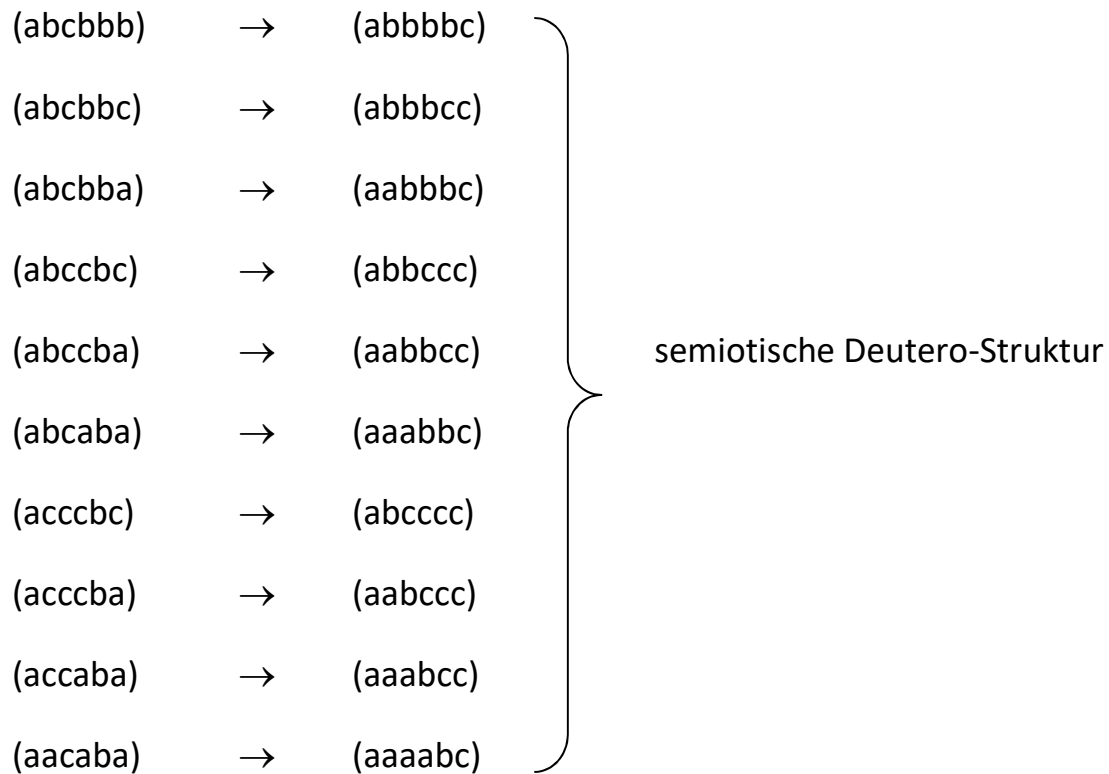 (abcbbb) → (abbbbc)
(abcbbc) → (abbbcc)
(abcbba) → (aabbbc)
(abccbc) → (abbccc)
(abccba) → (aabbcc) semiotische Deutero-Struktur
(abcaba) → (aaabbc)
(acccbc) → (abcccc)
(acccba) → (aabccc)
(accaba) → (aaabcc)
(aacaba) → (aaaabc)